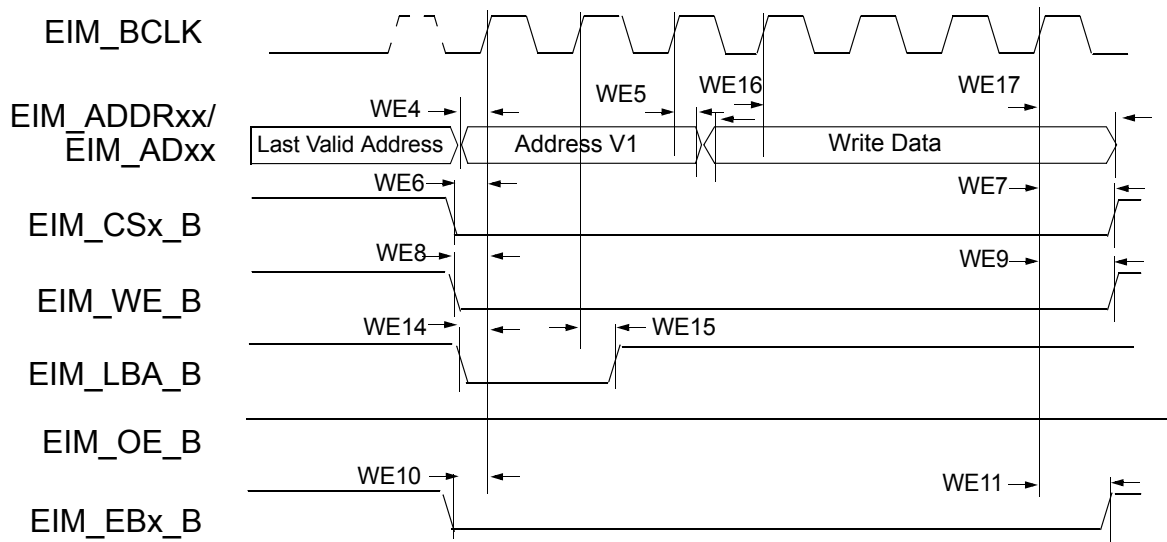 EIM_BCLK
WE4
WE5
WE16
WE17
EIM_ADDRxx/
EIM_ADxx
Last Valid Address
Address V1
Write Data
WE6
WE7
EIM_CSx_B
WE8
WE9
EIM_WE_B
WE14
WE15
EIM_LBA_B
EIM_OE_B
WE10
WE11
EIM_EBx_B